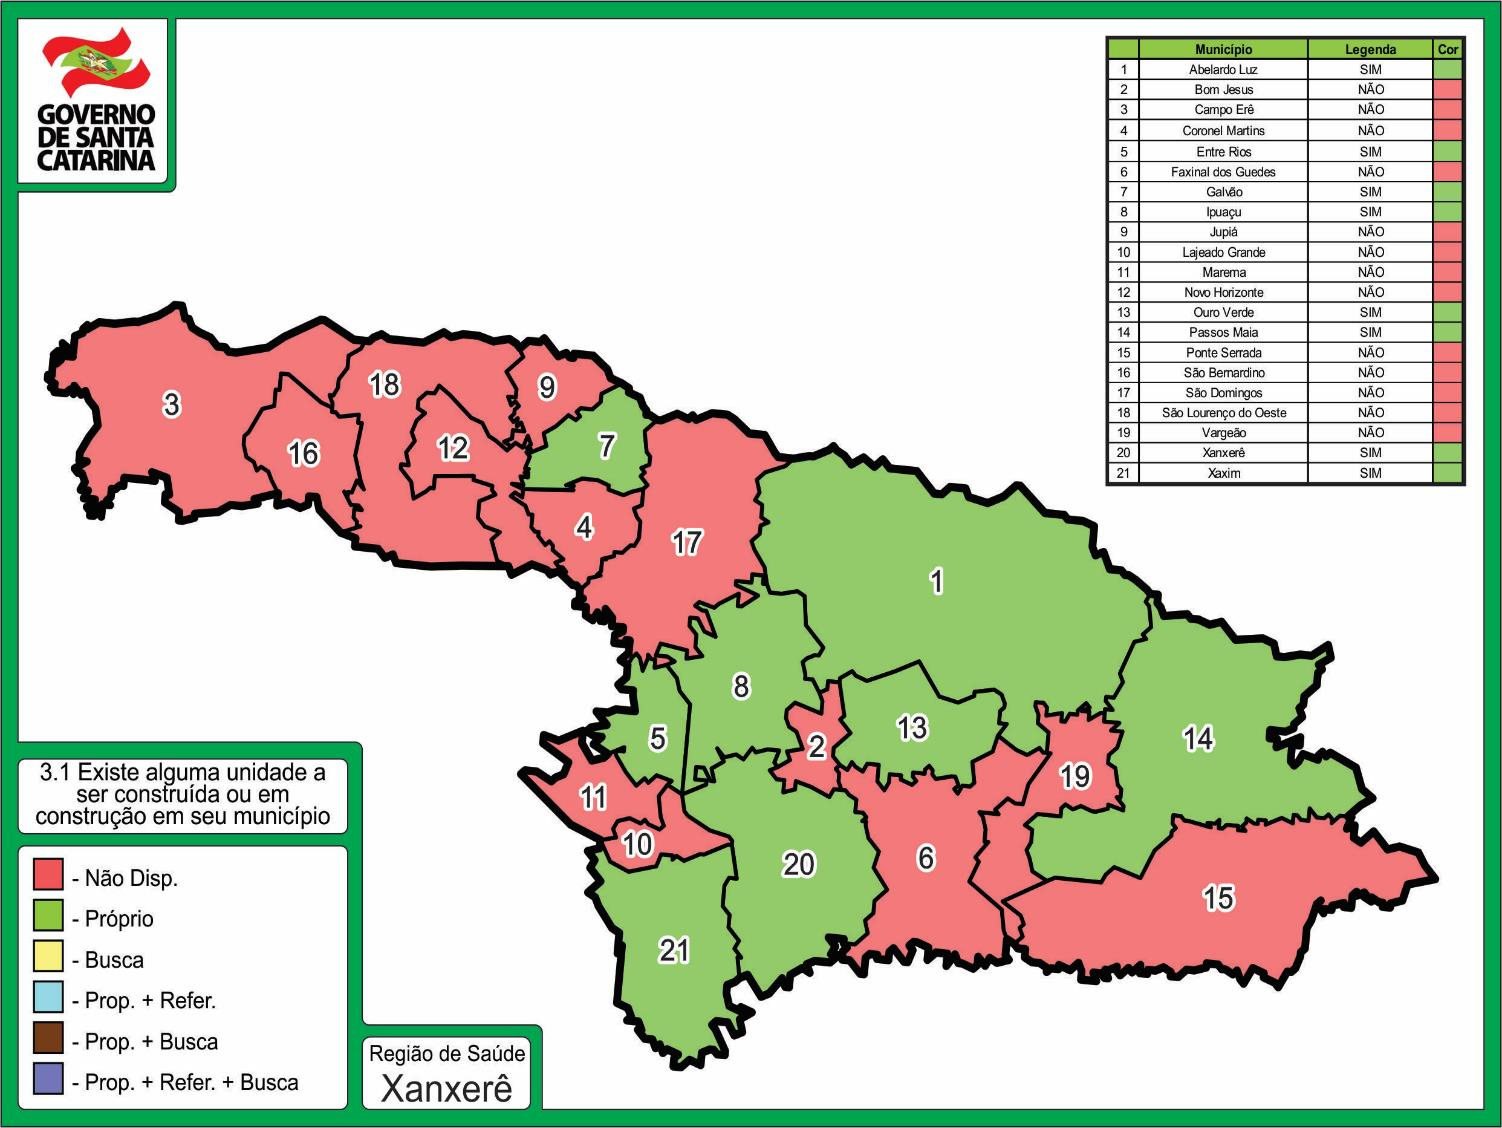 GOVERNO
DE SANTA
CATARINA
Município Legenda Cor
1 Abelardo Luz SIM
2 Bom Jesus NÃO
3 Campo Erê NÃO
4 Coronel Martins NÃO
5 Entre Rios SIM
6 Faxinal dos Guedes NÃO
7 Galvão SIM
8 Ipuaçu SIM
9 Jupiá NÃO
10 Lajeado Grande NÃO
11 Marema NÃO
12 Novo Horizonte NÃO
13 Ouro Verde SIM
14 Passos Maia SIM
15 Ponte Serrada NÃO
16 São Bernardino NÃO
17 São Domingos NÃO
18 São Lourenço do Oeste NÃO
19 Vargeão NÃO
20 Xanxerê SIM
21 Xaxim SIM
3
18
9
16
12
7
4
17
1
8
5
2
13
14
11
19
10
20
6
15
21
3.1 Existe alguma unidade a
ser construída ou em
construção em seu município
- Não Disp.
- Próprio
- Busca
- Prop. + Refer.
- Prop. + Busca
- Prop. + Refer. + Busca
Região de Saúde
Xanxerê